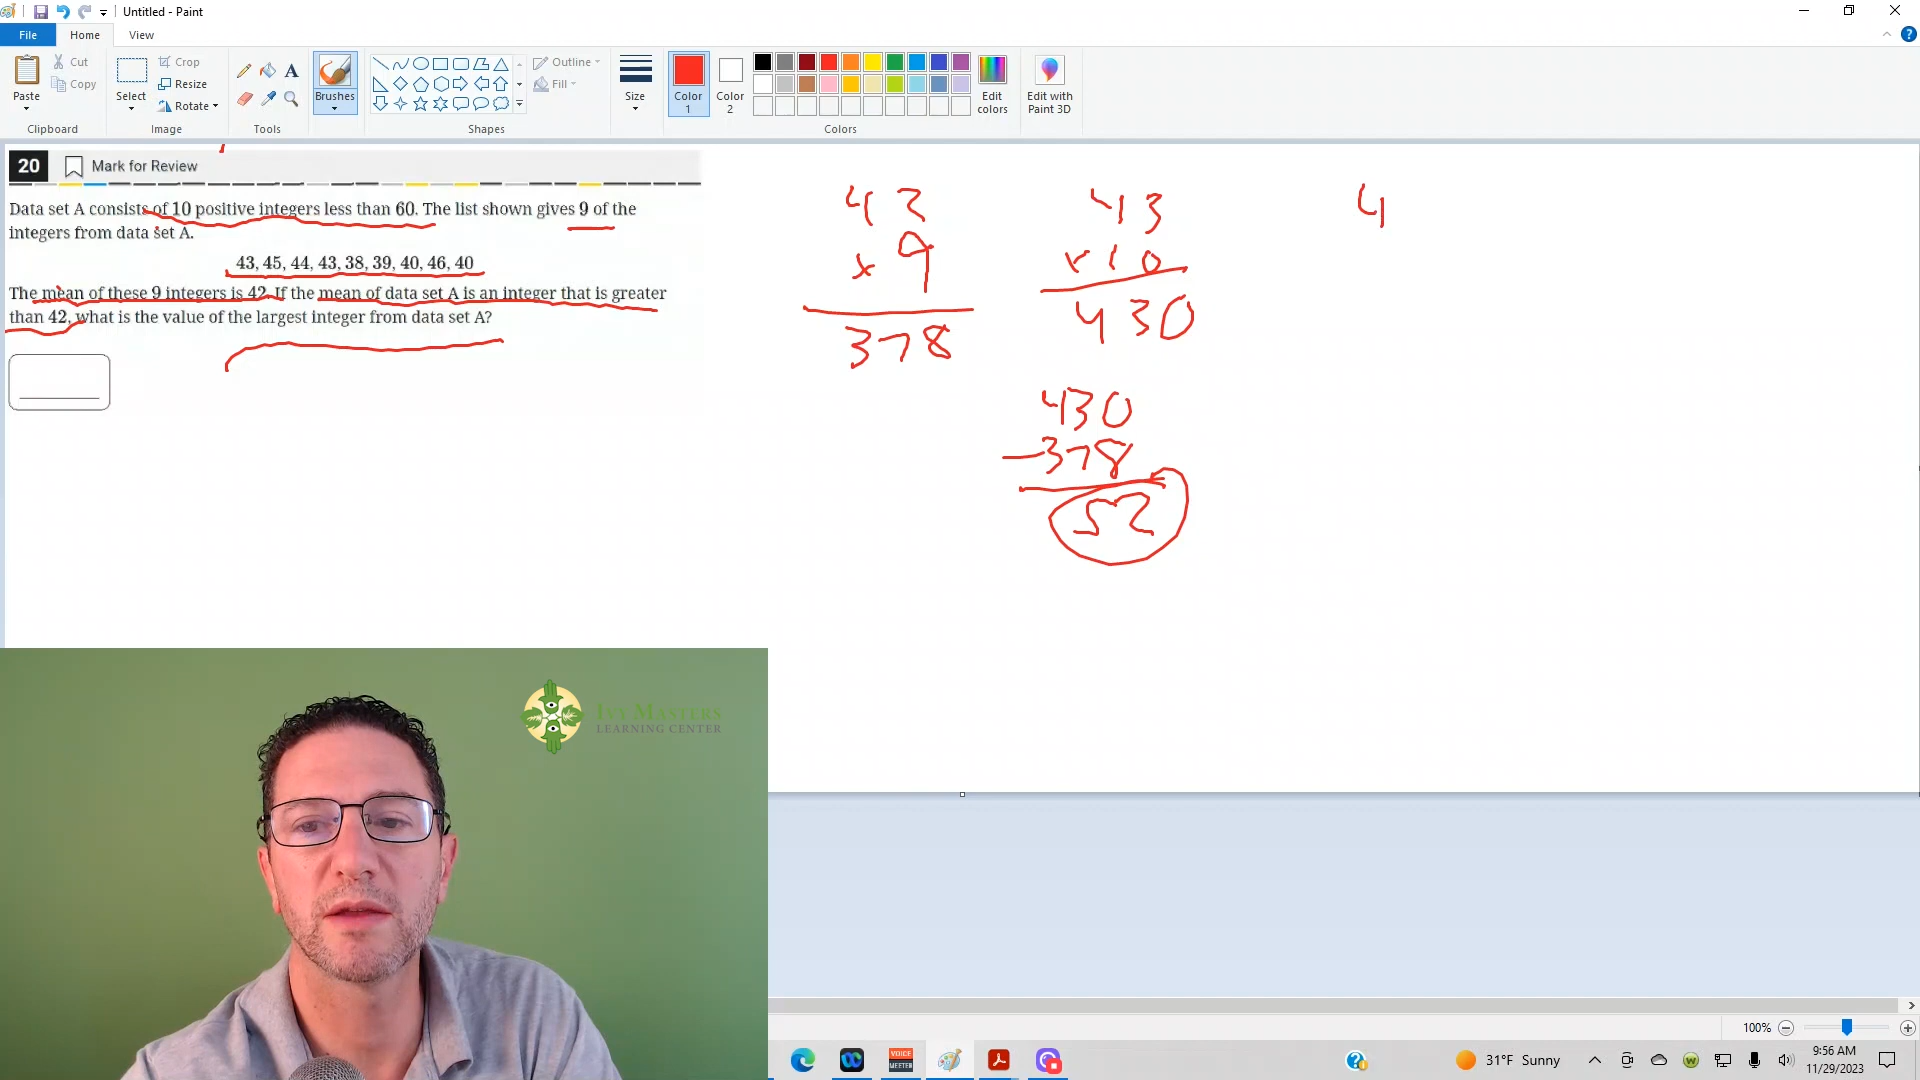 Untitled - Paint
File Home View
Paste
Cut
Copy
Clipboard
Select
Crop
Resize
Rotate
Image
A
Tools
Brushes
Shapes
Outline
Fill
Size
Color 1
Color 2
Colors
Edit colors
Edit with Paint 3D
20 Mark for Review
Data set A consists of 10 positive integers less than 60. The list shown gives 9 of the
integers from data set A.
43, 45, 44, 43, 38, 39, 40, 46, 40
The mean of these 9 integers is 42. If the mean of data set A is an integer that is greater
than 42, what is the value of the largest integer from data set A?
42
x 9
378
43
x 10
430
430
-378
52
4
IVYMASTERS
LEARNING CENTER
100%
VOICE
MEETER
31°F Sunny
9:56 AM
11/29/2023